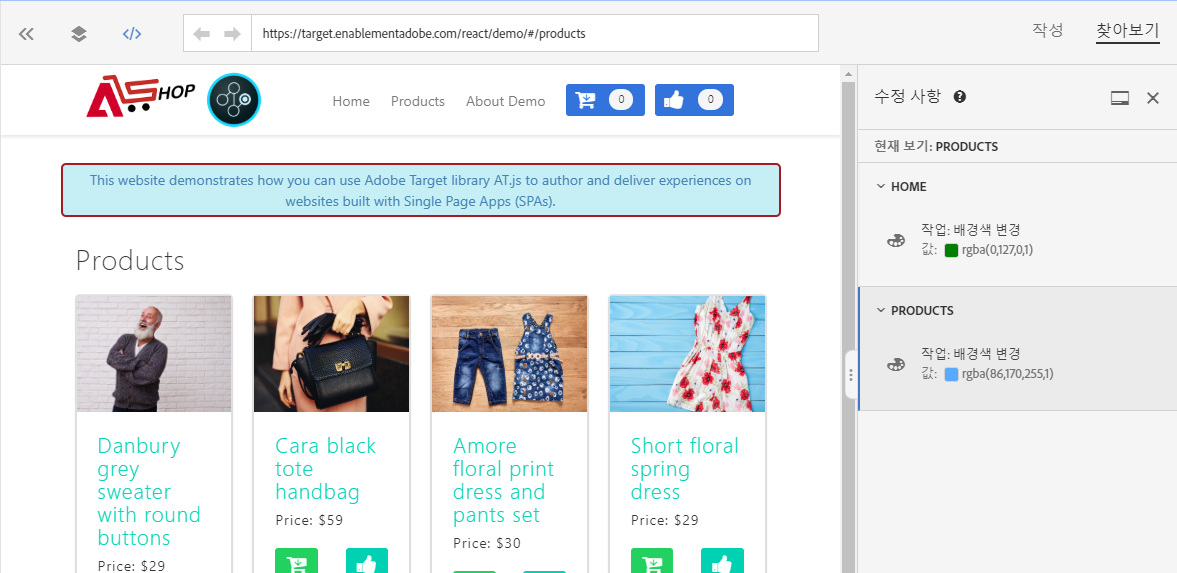 https://target.enablementadobe.com/react/demo/#/products
작성
찾아보기
ASHOP
Home
Products
About Demo
0
0
This website demonstrates how you can use Adobe Target library AT.js to author and deliver experiences on
websites built with Single Page Apps (SPAs).
Products
Danbury
grey
sweater
with round
buttons
Price: $29
Cara black
tote
handbag
Price: $59
Amore
floral print
dress and
pants set
Price: $30
Short floral
spring
dress
Price: $29
수정 사항
현재 보기: PRODUCTS
HOME
작업: 배경색 변경
값: rgba(0,127,0,1)
PRODUCTS
작업: 배경색 변경
값: rgba(86,170,255,1)